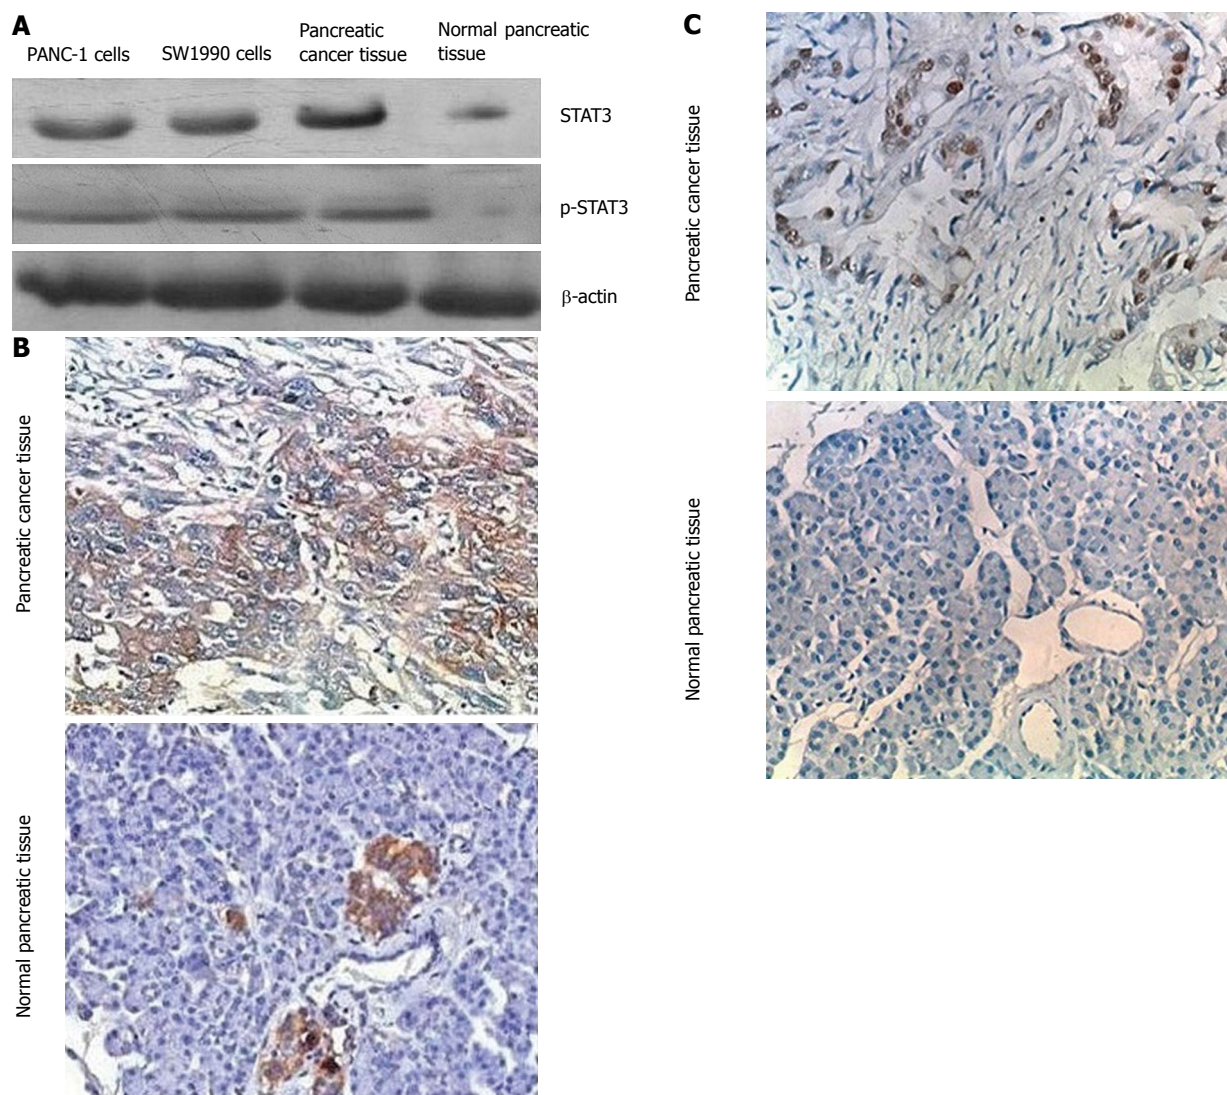 A
PANC-1 cells
SW1990 cells
Pancreatic
cancer tissue
Normal pancreatic
tissue
STAT3
p-STAT3
β-actin
B
Pancreatic cancer tissue
Normal pancreatic tissue
C
Pancreatic cancer tissue
Normal pancreatic tissue